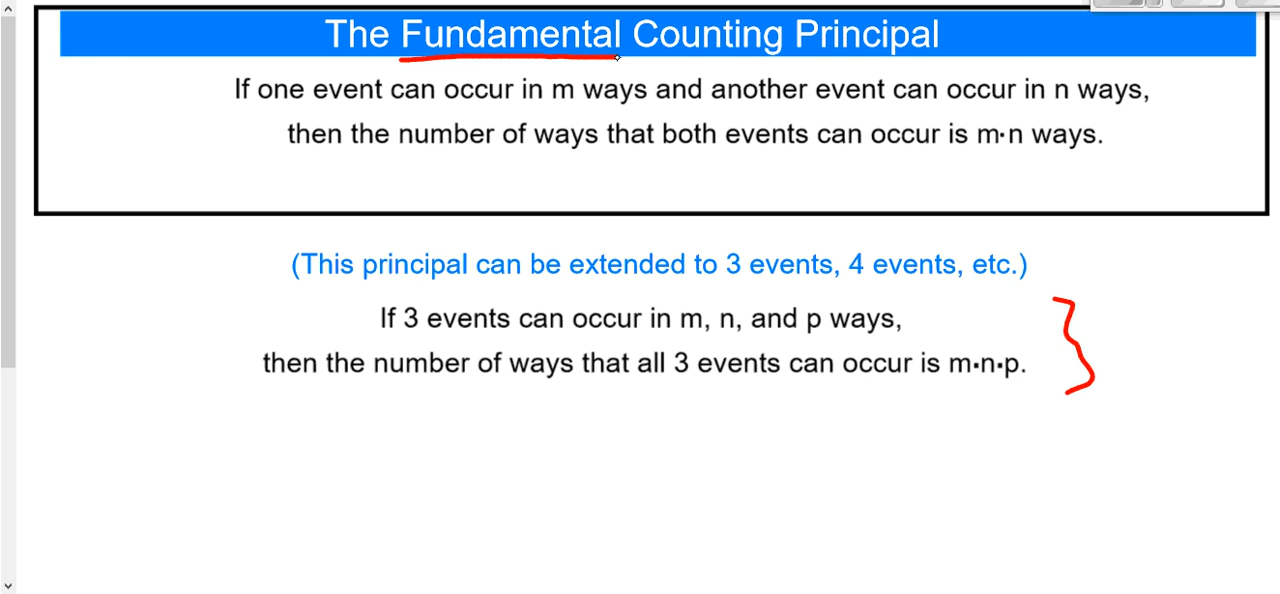 The Fundamental Counting Principal
If one event can occur in m ways and another event can occur in n ways,
then the number of ways that both events can occur is m·n ways.
(This principal can be extended to 3 events, 4 events, etc.)
If 3 events can occur in m, n, and p ways,
then the number of ways that all 3 events can occur is m·n·p.